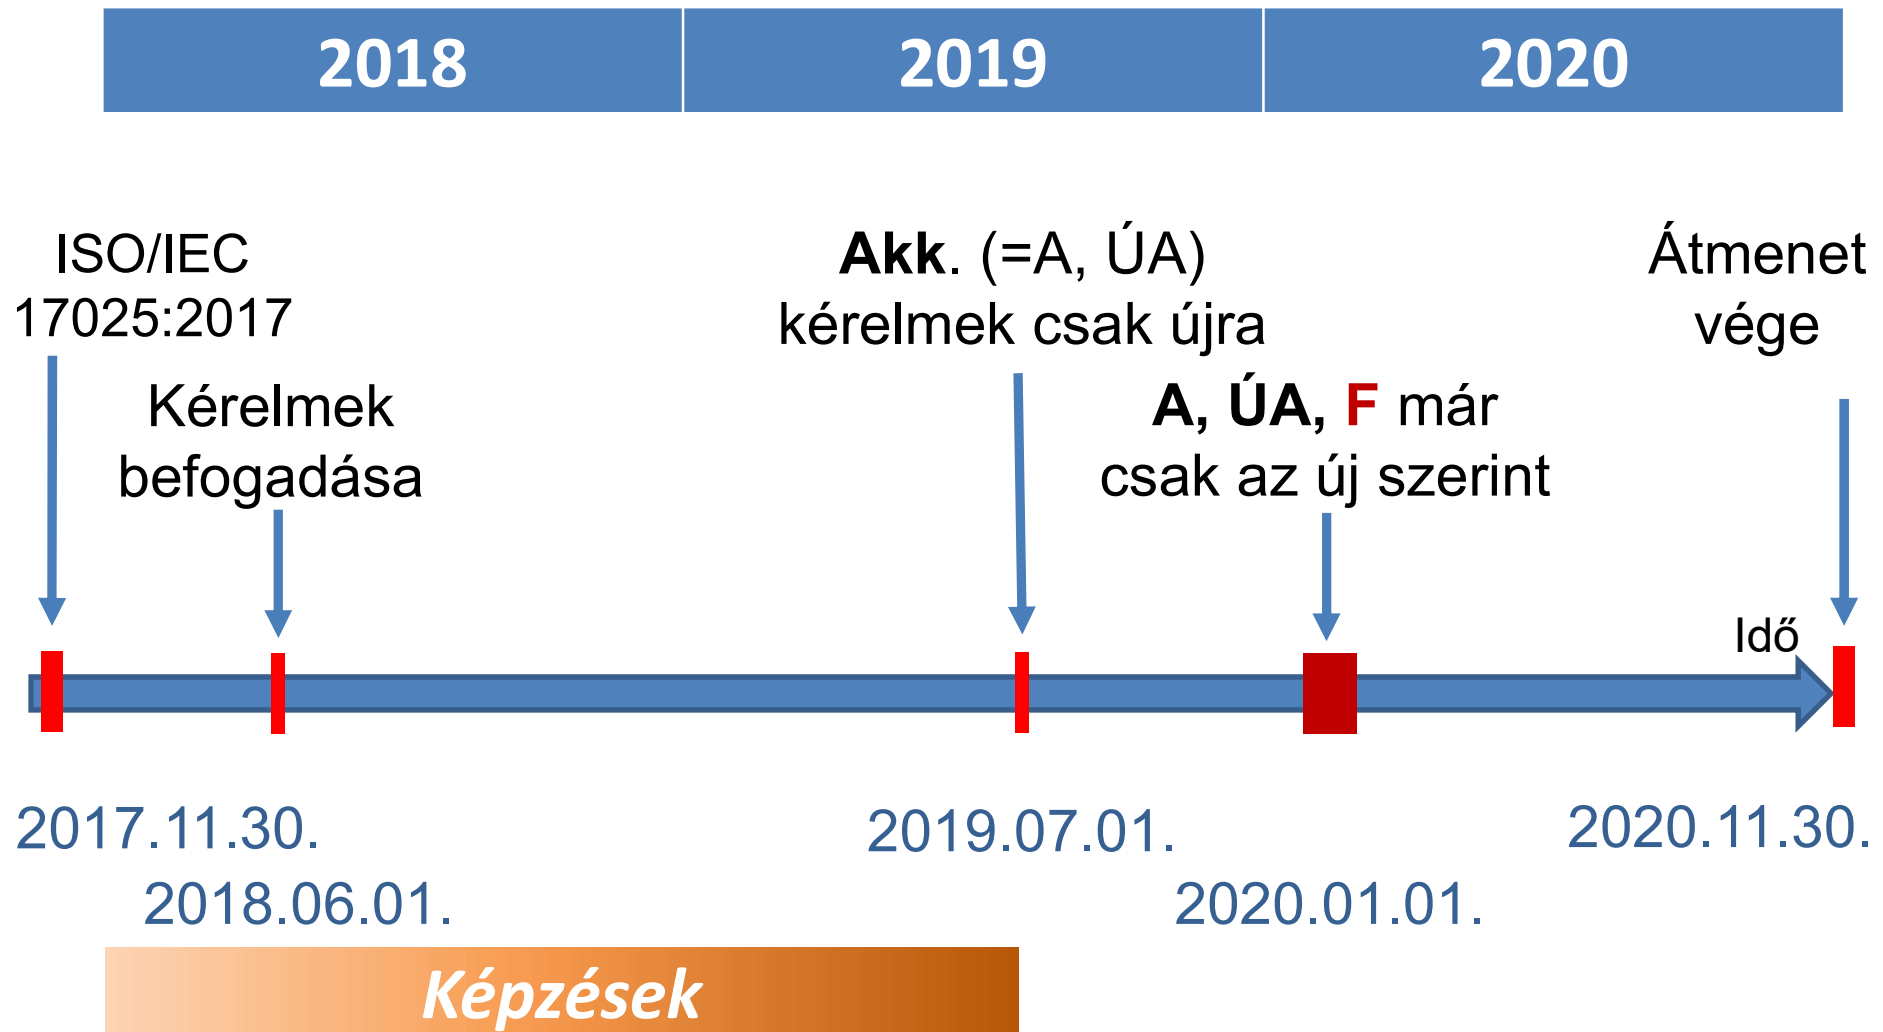 2018
2019
2020
ISO/IEC
17025:2017
Kérelmek
befogadása
Akk. (=A, ÚA)
kérelmek csak újra
A, ÚA, F már
csak az új szerint
Átmenet
vége
Idő
2017.11.30.
2018.06.01.
2019.07.01.
2020.01.01.
2020.11.30.
Képzések